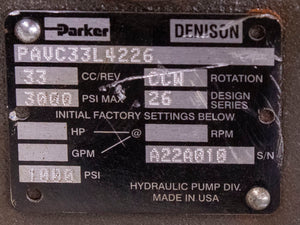 Parker DENISON
PAVC33L4226
33 CC/REV CCW ROTATION
3000 PSI MAX 26 DESIGN SERIES
INITIAL FACTORY SETTINGS BELOW
HP @ RPM
GPM A22A010 S/N
1000 PSI
HYDRAULIC PUMP DIV.
MADE IN USA